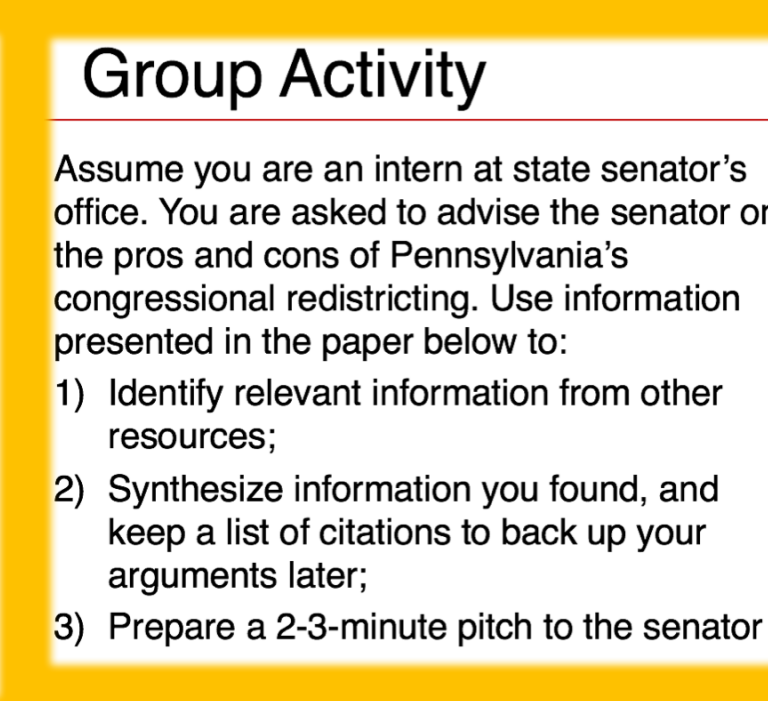 Group Activity
Assume you are an intern at state senator’s
office. You are asked to advise the senator
the pros and cons of Pennsylvania’s
congressional redistricting. Use information
presented in the paper below to:
1) Identify relevant information from other
resources;
2) Synthesize information you found, and
keep a list of citations to back up your
arguments later;
3) Prepare a 2-3-minute pitch to the senator